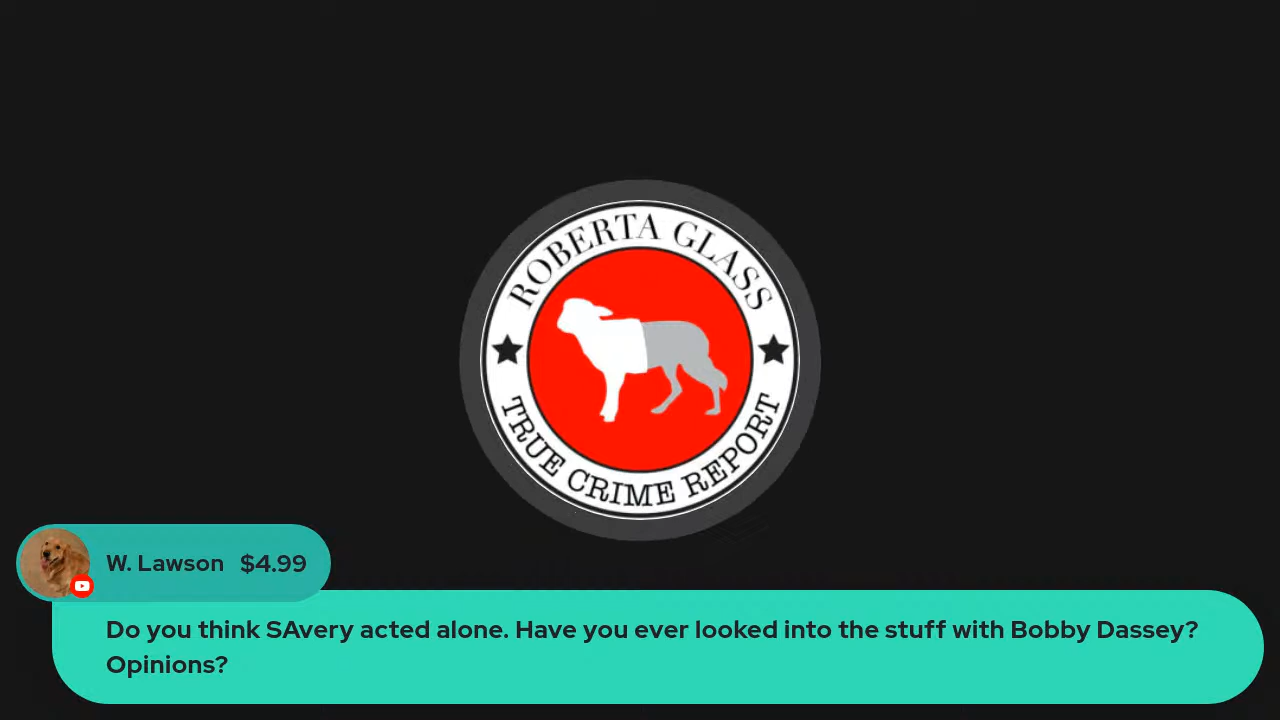 ROBERTA GLASS
TRUE CRIME REPORT
W. Lawson $4.99
Do you think SAvery acted alone. Have you ever looked into the stuff with Bobby Dassey?
Opinions?